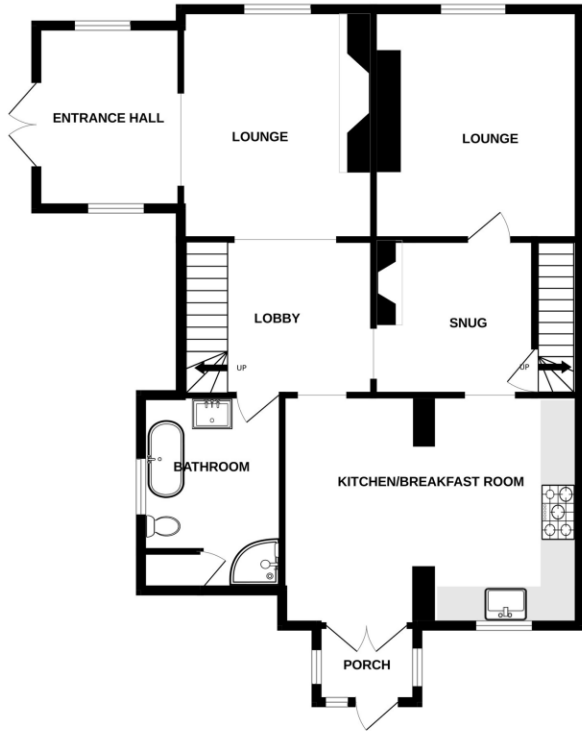 ENTRANCE HALL
LOUNGE
LOUNGE
LOBBY
SNUG
UP
UP
BATHROOM
KITCHEN/BREAKFAST ROOM
PORCH